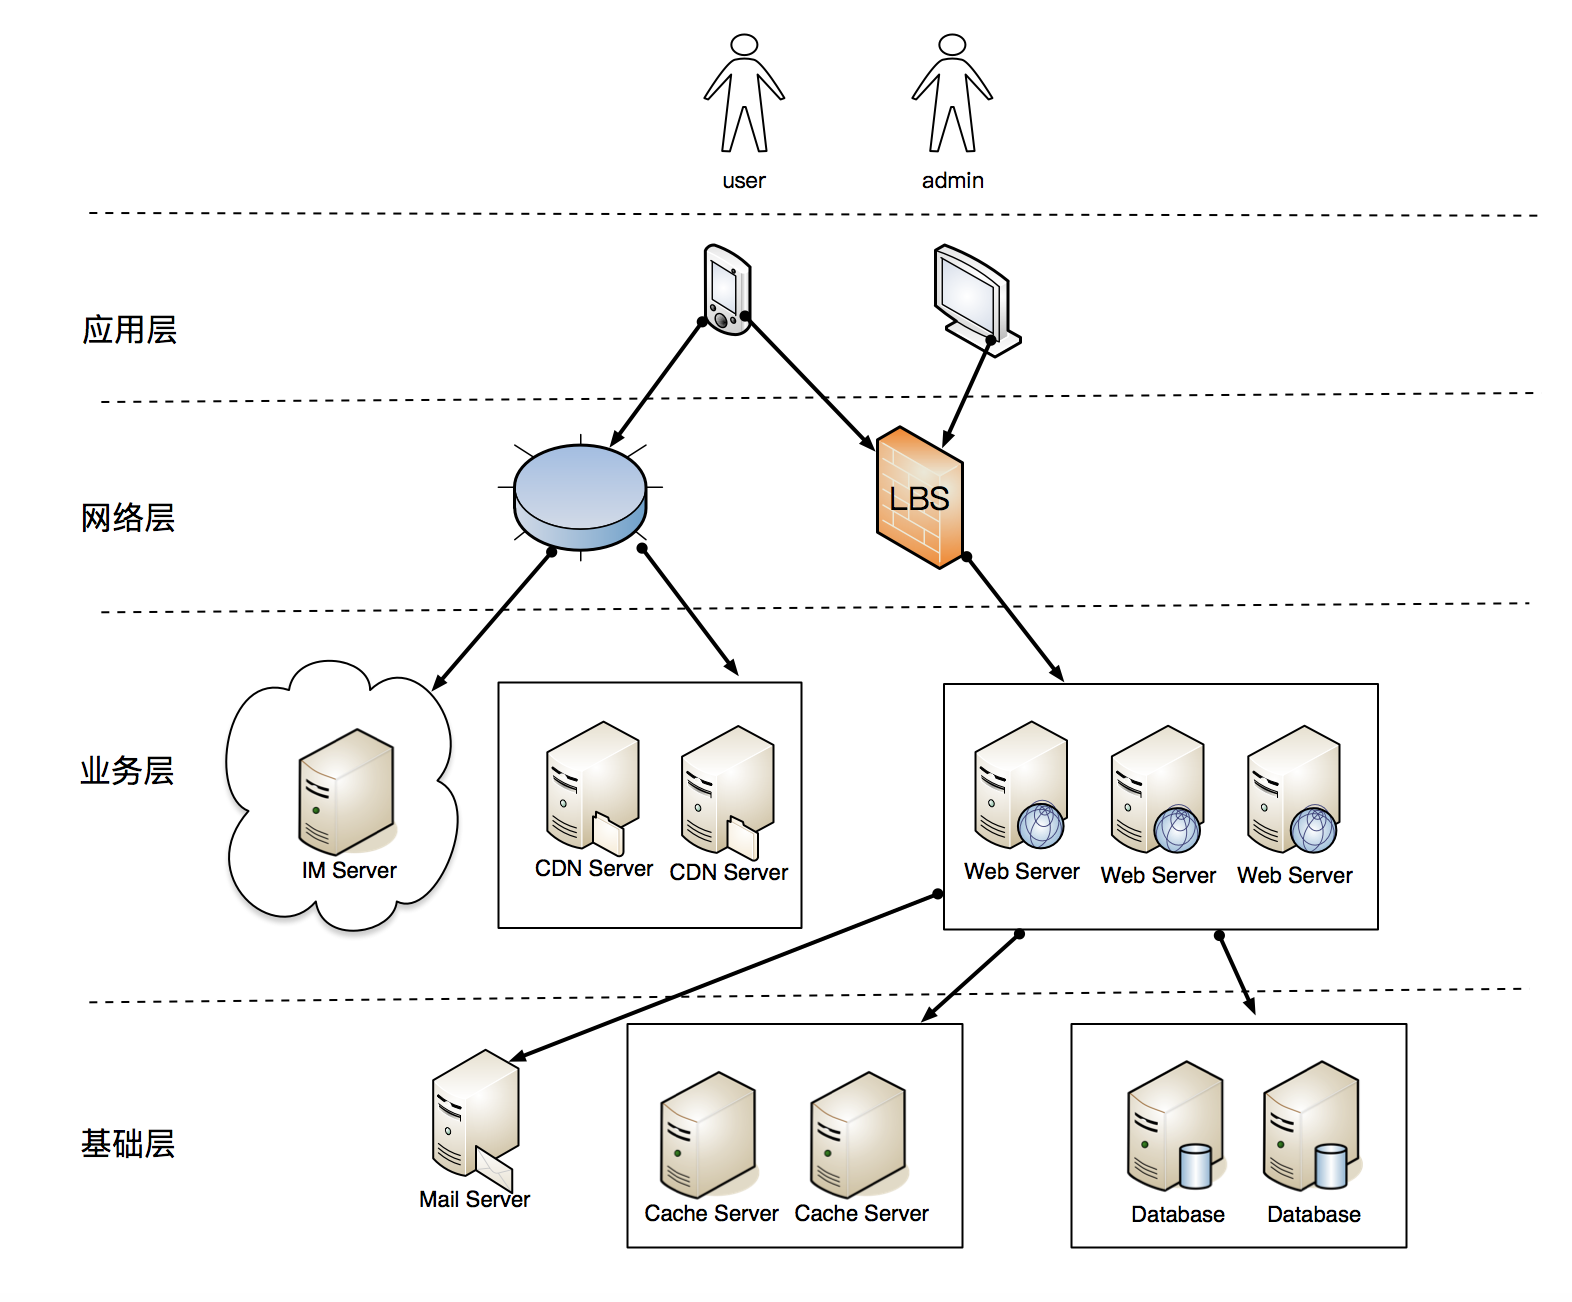 user
admin
应用层
网络层
LBS
业务层
IM Server
CDN Server
CDN Server
Web Server
Web Server
Web Server
基础层
Mail Server
Cache Server
Cache Server
Database
Database